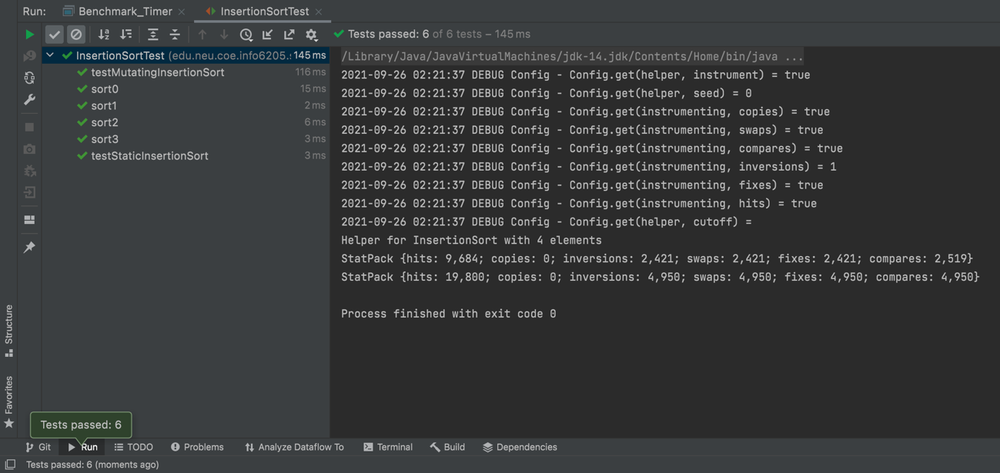 Run: Benchmark_Timer × InsertionSortTest ×
Tests passed: 6 of 6 tests – 145 ms
InsertionSortTest (edu.neu.coe.info6205.s 145 ms
testMutatingInsertionSort 116 ms
sort0 15 ms
sort1 2 ms
sort2 6 ms
sort3 3 ms
testStaticInsertionSort 3 ms
/Library/Java/JavaVirtualMachines/jdk-14.jdk/Contents/Home/bin/java ...
2021-09-26 02:21:37 DEBUG Config - Config.get(helper, instrument) = true
2021-09-26 02:21:37 DEBUG Config - Config.get(helper, seed) = 0
2021-09-26 02:21:37 DEBUG Config - Config.get(instrumenting, copies) = true
2021-09-26 02:21:37 DEBUG Config - Config.get(instrumenting, swaps) = true
2021-09-26 02:21:37 DEBUG Config - Config.get(instrumenting, compares) = true
2021-09-26 02:21:37 DEBUG Config - Config.get(instrumenting, inversions) = 1
2021-09-26 02:21:37 DEBUG Config - Config.get(instrumenting, fixes) = true
2021-09-26 02:21:37 DEBUG Config - Config.get(instrumenting, hits) = true
2021-09-26 02:21:37 DEBUG Config - Config.get(helper, cutoff) =
Helper for InsertionSort with 4 elements
StatPack {hits: 9,684; copies: 0; inversions: 2,421; swaps: 2,421; fixes: 2,421; compares: 2,519}
StatPack {hits: 19,800; copies: 0; inversions: 4,950; swaps: 4,950; fixes: 4,950; compares: 4,950}
Process finished with exit code 0
Structure
Favorites
Tests passed: 6
Git Run TODO Problems Analyze Dataflow To Terminal Build Dependencies
Tests passed: 6 (moments ago)